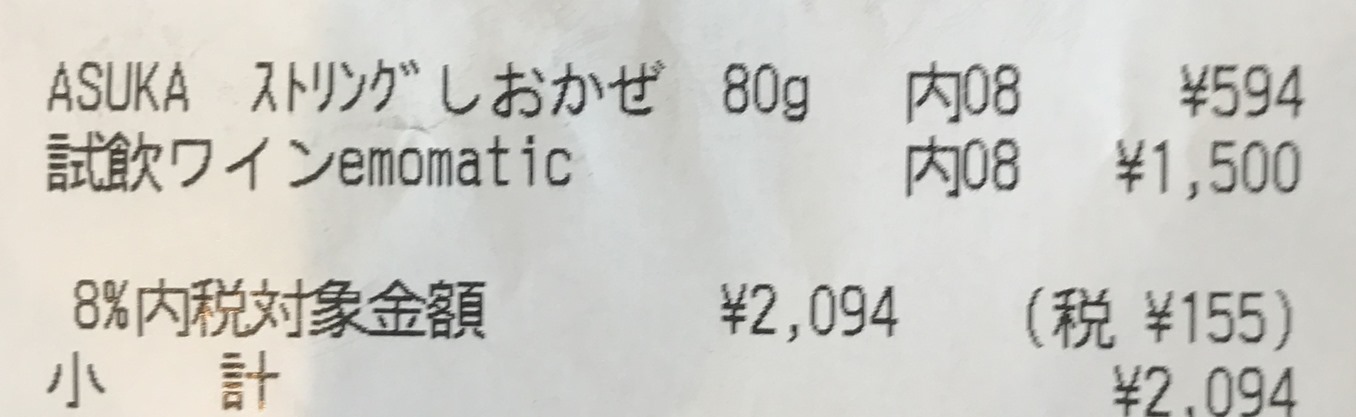 ASUKA ｽﾄﾘﾝｸﾞしおかぜ 80g 内08 ¥594
試飲ワインemomatic 内08 ¥1,500
8%内税対象金額 ¥2,094 (税 ¥155)
小 計 ¥2,094